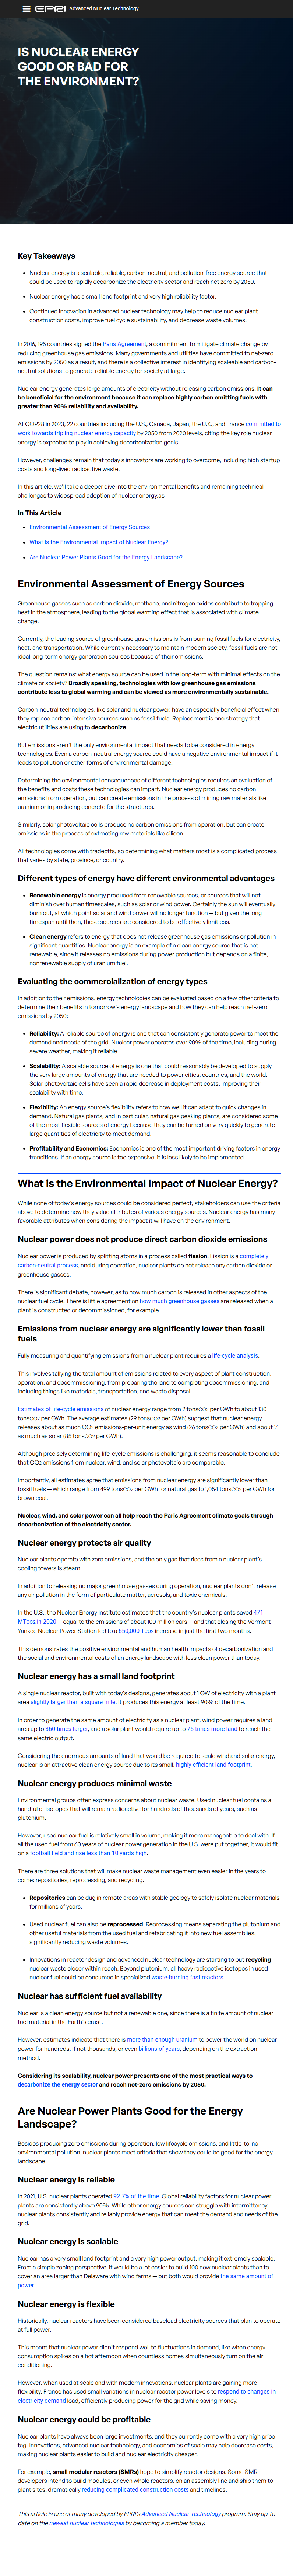 EPRI Advanced Nuclear Technology
IS NUCLEAR ENERGY
GOOD OR BAD FOR
THE ENVIRONMENT?
Key Takeaways
Nuclear energy is a scalable, reliable, carbon-neutral, and pollution-free energy source that
could be used to rapidly decarbonize the electricity sector and reach net zero by 2050.
Nuclear energy has a small land footprint and very high reliability factor.
Continued innovation in advanced nuclear technology may help to reduce nuclear plant
construction costs, improve fuel cycle sustainability, and decrease waste volumes.
In 2016, 195 countries signed the Paris Agreement, a commitment to mitigate climate change by
reducing greenhouse gas emissions. Many governments and utilities have committed to net-zero
emissions by 2050 as a result, and there is a collective interest in identifying scaleable and carbon-
neutral solutions to generate reliable energy for society at large.
Nuclear energy generates large amounts of electricity without releasing carbon emissions. It can
be beneficial for the environment because it can replace highly carbon emitting fuels with
greater than 90% reliability and availability.
At COP28 in 2023, 22 countries including the U.S., Canada, Japan, the U.K., and France committed to
work towards tripling nuclear energy capacity by 2050 from 2020 levels, citing the key role nuclear
energy is expected to play in achieving decarbonization goals.
However, challenges remain that today's innovators are working to overcome, including high startup
costs and long-lived radioactive waste.
In this article, we'll take a deeper dive into the environmental benefits and remaining technical
challenges to widespread adoption of nuclear energy.as
In This Article
Environmental Assessment of Energy Sources
What is the Environmental Impact of Nuclear Energy?
Are Nuclear Power Plants Good for the Energy Landscape?
Environmental Assessment of Energy Sources
Greenhouse gasses such as carbon dioxide, methane, and nitrogen oxides contribute to trapping
heat in the atmosphere, leading to the global warming effect that is associated with climate
change.
Currently, the leading source of greenhouse gas emissions is from burning fossil fuels for electricity,
heat, and transportation. While currently necessary to maintain modern society, fossil fuels are not
ideal long-term energy generation sources because of their emissions.
The question remains: what energy source can be used in the long-term with minimal effects on the
climate or society? Broadly speaking, technologies with low greenhouse gas emissions
contribute less to global warming and can be viewed as more environmentally sustainable.
Carbon-neutral technologies, like solar and nuclear power, have an especially beneficial effect when
they replace carbon-intensive sources such as fossil fuels. Replacement is one strategy that
electric utilities are using to decarbonize.
But emissions aren't the only environmental impact that needs to be considered in energy
technologies. Even a carbon-neutral energy source could have a negative environmental impact if it
leads to pollution or other forms of environmental damage.
Determining the environmental consequences of different technologies requires an evaluation of
the benefits and costs these technologies can impart. Nuclear energy produces no carbon
emissions from operation, but can create emissions in the process of mining raw materials like
uranium or in producing concrete for the structures.
Similarly, solar photovoltaic cells produce no carbon emissions from operation, but can create
emissions in the process of extracting raw materials like silicon.
All technologies come with tradeoffs, so determining what matters most is a complicated process
that varies by state, province, or country.
Different types of energy have different environmental advantages
Renewable energy is energy produced from renewable sources, or sources that will not
diminish over human timescales, such as solar or wind power. Certainly the sun will eventually
burn out, at which point solar and wind power will no longer function — but given the long
timespan until then, these sources are considered to be effectively limitless.
Clean energy refers to energy that does not release greenhouse gas emissions or pollution in
significant quantities. Nuclear energy is an example of a clean energy source that is not
renewable, since it releases no emissions during power production but depends on a finite,
nonrenewable supply of uranium fuel.
Evaluating the commercialization of energy types
In addition to their emissions, energy technologies can be evaluated based on a few other criteria to
determine their benefits in tomorrow's energy landscape and how they can help reach net-zero
emissions by 2050:
Reliability: A reliable source of energy is one that can consistently generate power to meet the
demand and needs of the grid. Nuclear power operates over 90% of the time, including during
severe weather, making it reliable.
Scalability: A scalable source of energy is one that could reasonably be developed to supply
the very large amounts of energy that are needed to power cities, countries, and the world.
Solar photovoltaic cells have seen a rapid decrease in deployment costs, improving their
scalability with time.
Flexibility: An energy source's flexibility refers to how well it can adapt to quick changes in
demand. Natural gas plants, and in particular, natural gas peaking plants, are considered some
of the most flexible sources of energy because they can be turned on very quickly to generate
large quantities of electricity to meet demand.
Profitability and Economics: Economics is one of the most important driving factors in energy
transitions. If an energy source is too expensive, it is less likely to be implemented.
What is the Environmental Impact of Nuclear Energy?
While none of today's energy sources could be considered perfect, stakeholders can use the criteria
above to determine how they value attributes of various energy sources. Nuclear energy has many
favorable attributes when considering the impact it will have on the environment.
Nuclear power does not produce direct carbon dioxide emissions
Nuclear power is produced by splitting atoms in a process called fission. Fission is a completely
carbon-neutral process, and during operation, nuclear plants do not release any carbon dioxide or
greenhouse gasses.
There is significant debate, however, as to how much carbon is released in other aspects of the
nuclear fuel cycle. There is little agreement on how much greenhouse gasses are released when a
plant is constructed or decommissioned, for example.
Emissions from nuclear energy are significantly lower than fossil
fuels
Fully measuring and quantifying emissions from a nuclear plant requires a life-cycle analysis.
This involves tallying the total amount of emissions related to every aspect of plant construction,
operation, and decommissioning, from preparing the land to completing decommissioning, and
including things like materials, transportation, and waste disposal.
Estimates of life-cycle emissions of nuclear energy range from 2 tonsCO2 per GWh to about 130
tonsCO2 per GWh. The average estimates (29 tonsCO2 per GWh) suggest that nuclear energy
releases about as much CO2 emissions-per-unit energy as wind (26 tonsCO2 per GWh) and about ⅓
as much as solar (85 tonsCO2 per GWh).
Although precisely determining life-cycle emissions is challenging, it seems reasonable to conclude
that CO2 emissions from nuclear, wind, and solar photovoltaic are comparable.
Importantly, all estimates agree that emissions from nuclear energy are significantly lower than
fossil fuels — which range from 499 tonsCO2 per GWh for natural gas to 1,054 tonsCO2 per GWh for
brown coal.
Nuclear, wind, and solar power can all help reach the Paris Agreement climate goals through
decarbonization of the electricity sector.
Nuclear energy protects air quality
Nuclear plants operate with zero emissions, and the only gas that rises from a nuclear plant's
cooling towers is steam.
In addition to releasing no major greenhouse gasses during operation, nuclear plants don't release
any air pollution in the form of particulate matter, aerosols, and toxic chemicals.
In the U.S., the Nuclear Energy Institute estimates that the country's nuclear plants saved 471
MTCO2 in 2020 — equal to the emissions of about 100 million cars — and that closing the Vermont
Yankee Nuclear Power Station led to a 650,000 TCO2 increase in just the first two months.
This demonstrates the positive environmental and human health impacts of decarbonization and
the social and environmental costs of an energy landscape with less clean power than today.
Nuclear energy has a small land footprint
A single nuclear reactor, built with today's designs, generates about 1 GW of electricity with a plant
area slightly larger than a square mile. It produces this energy at least 90% of the time.
In order to generate the same amount of electricity as a nuclear plant, wind power requires a land
area up to 360 times larger, and a solar plant would require up to 75 times more land to reach the
same electric output.
Considering the enormous amounts of land that would be required to scale wind and solar energy,
nuclear is an attractive clean energy source due to its small, highly efficient land footprint.
Nuclear energy produces minimal waste
Environmental groups often express concerns about nuclear waste. Used nuclear fuel contains a
handful of isotopes that will remain radioactive for hundreds of thousands of years, such as
plutonium.
However, used nuclear fuel is relatively small in volume, making it more manageable to deal with. If
all the used fuel from 60 years of nuclear power generation in the U.S. were put together, it would fit
on a football field and rise less than 10 yards high.
There are three solutions that will make nuclear waste management even easier in the years to
come: repositories, reprocessing, and recycling.
Repositories can be dug in remote areas with stable geology to safely isolate nuclear materials
for millions of years.
Used nuclear fuel can also be reprocessed. Reprocessing means separating the plutonium and
other useful materials from the used fuel and refabricating it into new fuel assemblies,
significantly reducing waste volumes.
Innovations in reactor design and advanced nuclear technology are starting to put recycling
nuclear waste closer within reach. Beyond plutonium, all heavy radioactive isotopes in used
nuclear fuel could be consumed in specialized waste-burning fast reactors.
Nuclear has sufficient fuel availability
Nuclear is a clean energy source but not a renewable one, since there is a finite amount of nuclear
fuel material in the Earth's crust.
However, estimates indicate that there is more than enough uranium to power the world on nuclear
power for hundreds, if not thousands, or even billions of years, depending on the extraction
method.
Considering its scalability, nuclear power presents one of the most practical ways to
decarbonize the energy sector and reach net-zero emissions by 2050.
Are Nuclear Power Plants Good for the Energy
Landscape?
Besides producing zero emissions during operation, low lifecycle emissions, and little-to-no
environmental pollution, nuclear plants meet criteria that show they could be good for the energy
landscape.
Nuclear energy is reliable
In 2021, U.S. nuclear plants operated 92.7% of the time. Global reliability factors for nuclear power
plants are consistently above 90%. While other energy sources can struggle with intermittency,
nuclear plants consistently and reliably provide energy that can meet the demand and needs of the
grid.
Nuclear energy is scalable
Nuclear has a very small land footprint and a very high power output, making it extremely scalable.
From a simple zoning perspective, it would be a lot easier to build 100 new nuclear plants than to
cover an area larger than Delaware with wind farms — but both would provide the same amount of
power.
Nuclear energy is flexible
Historically, nuclear reactors have been considered baseload electricity sources that plan to operate
at full power.
This meant that nuclear power didn't respond well to fluctuations in demand, like when energy
consumption spikes on a hot afternoon when countless homes simultaneously turn on the air
conditioning.
However, when used at scale and with modern innovations, nuclear plants are gaining more
flexibility. France has used small variations in nuclear reactor power levels to respond to changes in
electricity demand load, efficiently producing power for the grid while saving money.
Nuclear energy could be profitable
Nuclear plants have always been large investments, and they currently come with a very high price
tag. Innovations, advanced nuclear technology, and economies of scale may help decrease costs,
making nuclear plants easier to build and nuclear electricity cheaper.
For example, small modular reactors (SMRs) hope to simplify reactor designs. Some SMR
developers intend to build modules, or even whole reactors, on an assembly line and ship them to
plant sites, dramatically reducing complicated construction costs and timelines.
This article is one of many developed by EPRI's Advanced Nuclear Technology program. Stay up-to-
date on the newest nuclear technologies by becoming a member today.